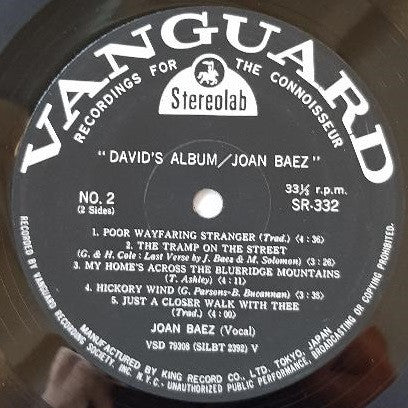 VANGUARD
RECORDINGS FOR THE CONNOISSEUR
Stereolab
"DAVID'S ALBUM/JOAN BAEZ"
NO. 2
(2 Sides)
33⅓ r.p.m.
SR-332
1. POOR WAYFARING STRANGER (Trad.) (4:36)
2. THE TRAMP ON THE STREET
(G. & H. Cole: Last Verse by J. Baez & M. Solomon) (3:26)
3. MY HOME'S ACROSS THE BLUERIDGE MOUNTAINS
(T. Ashley) (4:11)
4. HICKORY WIND (G. Parsons-B. Bucannan) (3:35)
5. JUST A CLOSER WALK WITH THEE
(Trad.) (4:00)
JOAN BAEZ (Vocal)
VSD 79308 (SILBT 2392) V
MANUFACTURED BY KING RECORD CO., LTD. TOKYO, JAPAN
RECORDED BY VANGUARD RECORDING SOCIETY, INC. N.Y.C.- UNAUTHORIZED PUBLIC PERFORMANCE, BROADCASTING OR COPYING PROHIBITED.